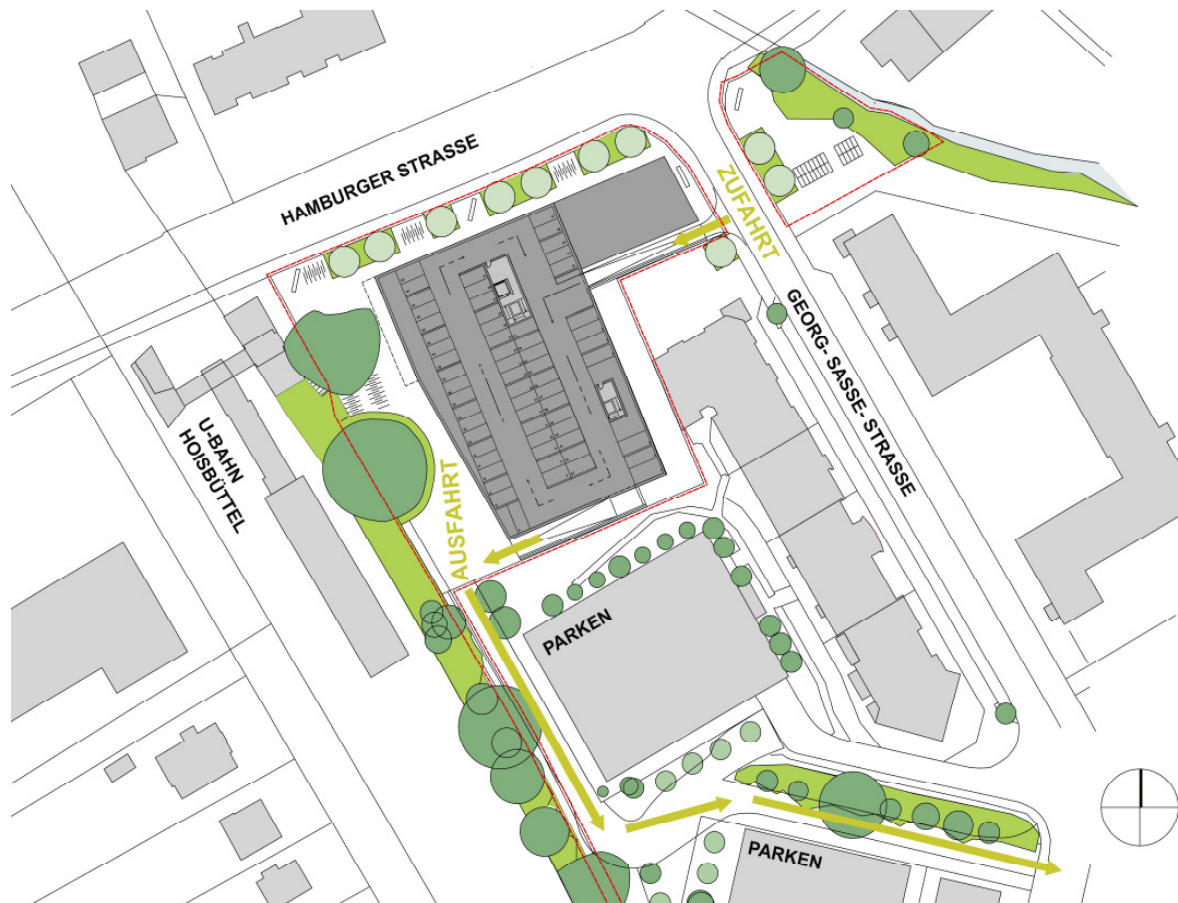 HAMBURGER STRASSE
ZUFAHRT
GEORG- SASSE- STRASSE
U-BAHN
HOISBÜTTEL
AUSFAHRT
PARKEN
PARKEN